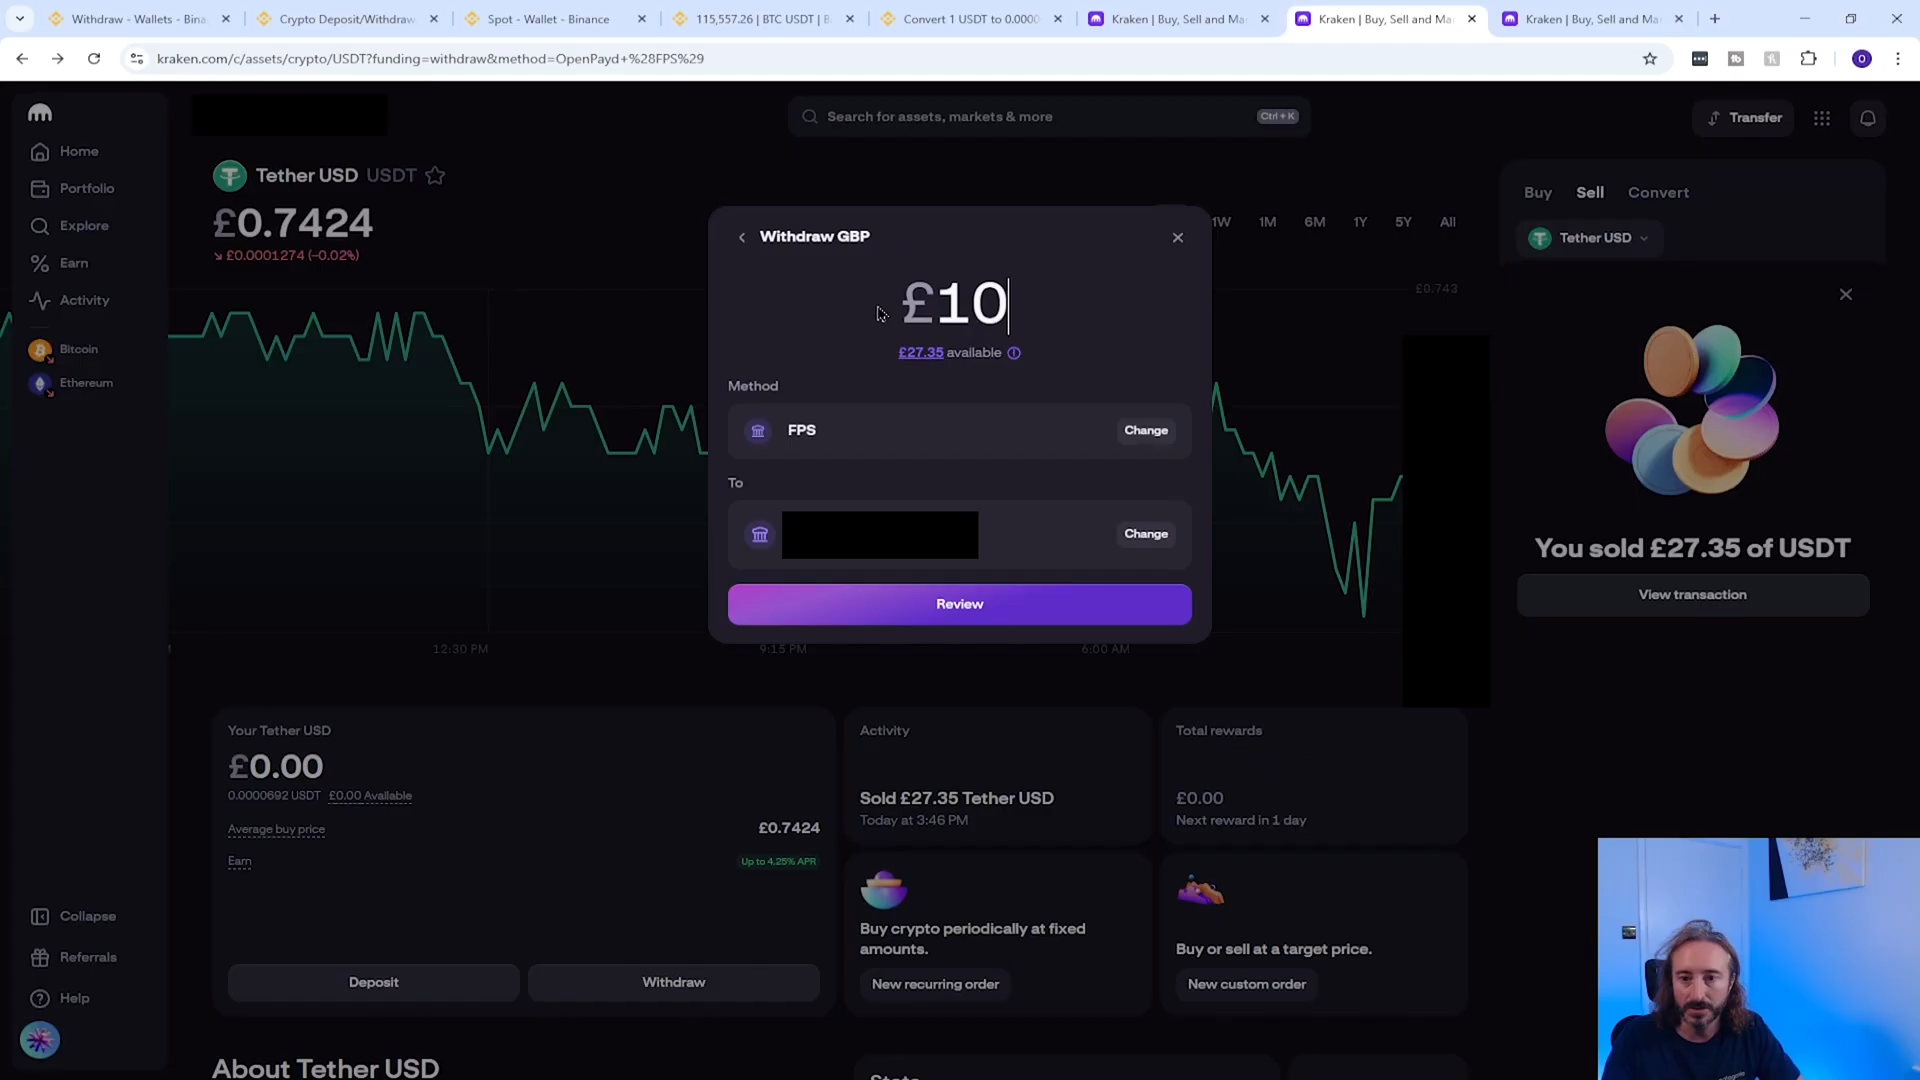 Withdraw - Wallets - Bina
Crypto Deposit/Withdraw
Spot - Wallet - Binance
115,557.26 | BTC USDT | B
Convert 1 USDT to 0.0000
Kraken | Buy, Sell and Ma
Kraken | Buy, Sell and Ma
Kraken | Buy, Sell and Ma
kraken.com/c/assets/crypto/USDT?funding=withdraw&method=OpenPayd+%28FPS%29
O
Search for assets, markets & more
Ctrl + K
Transfer
Home
Portfolio
Explore
Earn
Activity
Bitcoin
Ethereum
Collapse
Referrals
Help
Tether USD USDT
£0.7424
£0.0001274 (−0.02%)
1W
1M
6M
1Y
5Y
All
£0.743
12:30 PM
9:15 PM
6:00 AM
Withdraw GBP
£10
£27.35 available
Method
FPS
Change
To
Change
Review
Buy
Sell
Convert
Tether USD
You sold £27.35 of USDT
View transaction
Your Tether USD
£0.00
0.0000692 USDT £0.00 Available
Average buy price
£0.7424
Earn
Up to 4.25% APR
Deposit
Withdraw
Activity
Sold £27.35 Tether USD
Today at 3:46 PM
Total rewards
£0.00
Next reward in 1 day
Buy crypto periodically at fixed
amounts.
New recurring order
Buy or sell at a target price.
New custom order
About Tether USD